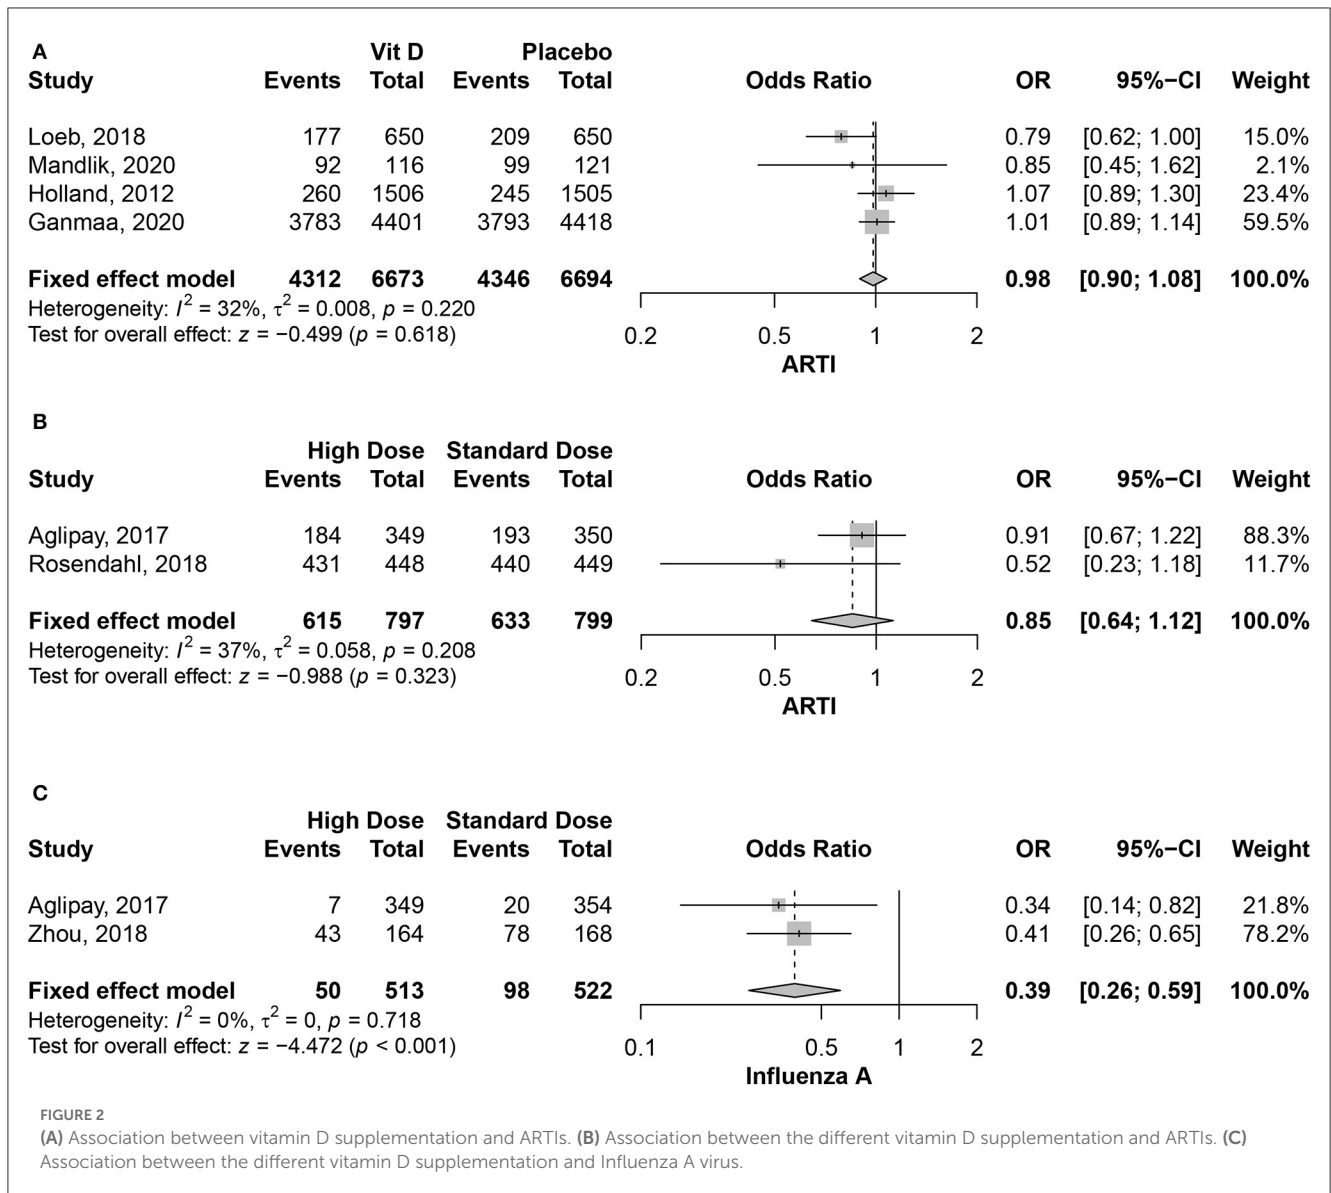 A
Vit D Placebo
Study Events Total Events Total Odds Ratio OR 95%−CI Weight
Loeb, 2018 177 650 209 650 0.79 [0.62; 1.00] 15.0%
Mandlik, 2020 92 116 99 121 0.85 [0.45; 1.62] 2.1%
Holland, 2012 260 1506 245 1505 1.07 [0.89; 1.30] 23.4%
Ganmaa, 2020 3783 4401 3793 4418 1.01 [0.89; 1.14] 59.5%
Fixed effect model 4312 6673 4346 6694 0.98 [0.90; 1.08] 100.0%
Heterogeneity: I² = 32%, τ² = 0.008, p = 0.220
Test for overall effect: z = −0.499 (p = 0.618)
0.2 0.5 1 2
ARTI
B
High Dose Standard Dose
Study Events Total Events Total Odds Ratio OR 95%−CI Weight
Aglipay, 2017 184 349 193 350 0.91 [0.67; 1.22] 88.3%
Rosendahl, 2018 431 448 440 449 0.52 [0.23; 1.18] 11.7%
Fixed effect model 615 797 633 799 0.85 [0.64; 1.12] 100.0%
Heterogeneity: I² = 37%, τ² = 0.058, p = 0.208
Test for overall effect: z = −0.988 (p = 0.323)
0.2 0.5 1 2
ARTI
C
High Dose Standard Dose
Study Events Total Events Total Odds Ratio OR 95%−CI Weight
Aglipay, 2017 7 349 20 354 0.34 [0.14; 0.82] 21.8%
Zhou, 2018 43 164 78 168 0.41 [0.26; 0.65] 78.2%
Fixed effect model 50 513 98 522 0.39 [0.26; 0.59] 100.0%
Heterogeneity: I² = 0%, τ² = 0, p = 0.718
Test for overall effect: z = −4.472 (p < 0.001)
0.1 0.5 1 2
Influenza A
FIGURE 2
(A) Association between vitamin D supplementation and ARTIs. (B) Association between the different vitamin D supplementation and ARTIs. (C)
Association between the different vitamin D supplementation and Influenza A virus.